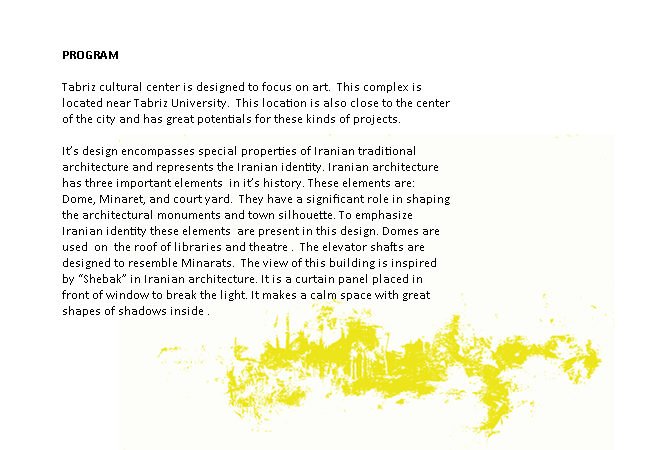 PROGRAM
Tabriz cultural center is designed to focus on art.  This complex is
located near Tabriz University.  This location is also close to the center
of the city and has great potentials for these kinds of projects.
It's design encompasses special properties of Iranian traditional
architecture and represents the Iranian identity. Iranian architecture
has three important elements  in it's history. These elements are:
Dome, Minaret, and court yard.  They have a significant role in shaping
the architectural monuments and town silhouette. To emphasize
Iranian identity these elements  are present in this design. Domes are
used  on  the roof of libraries and theatre .  The elevator shafts are
designed to resemble Minarats.  The view of this building is inspired
by “Shebak” in Iranian architecture. It is a curtain panel placed in
front of window to break the light. It makes a calm space with great
shapes of shadows inside .